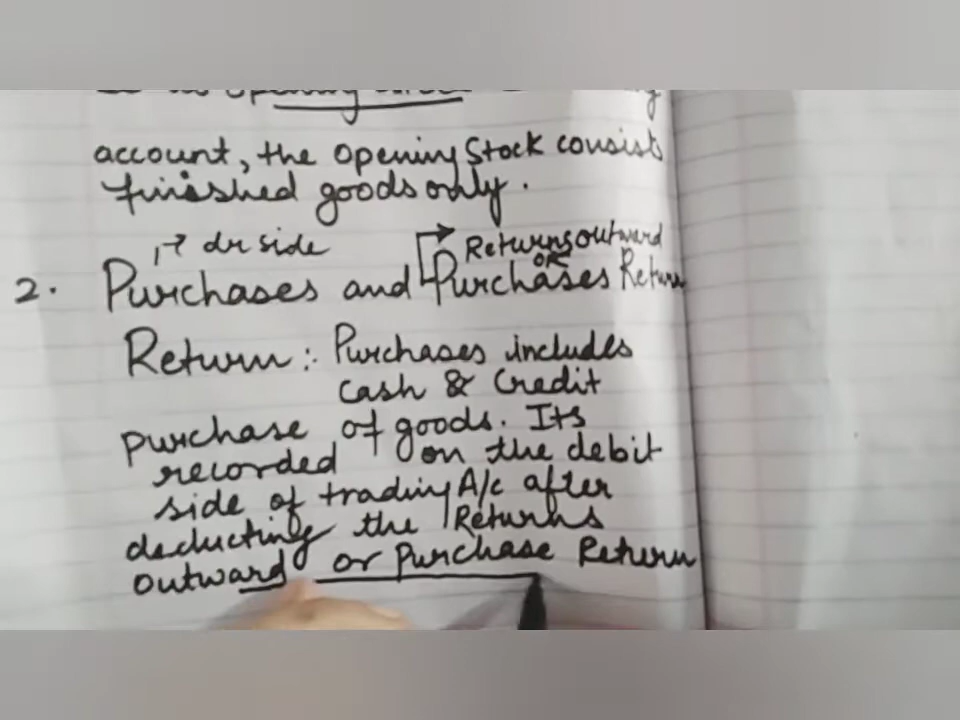 opening stock
account, the opening Stock consists
finished goods only.
→ dr side
Returns outward
or
2. Purchases and Purchases Return
Return :- Purchases includes
Cash & Credit
purchase of goods. Its
recorded on the debit
side of trading A/c after
deducting the Returns
outward or Purchase Return